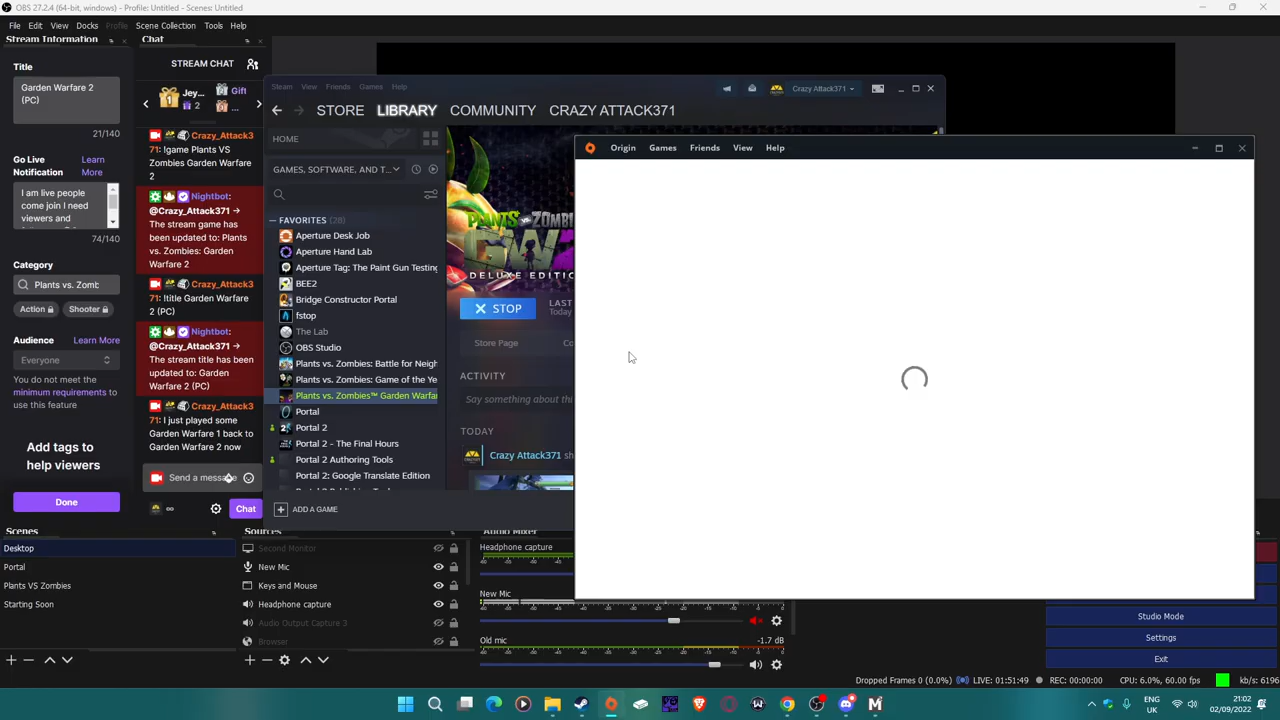 OBS 27.2.4 (64-bit, windows) - Profile: Untitled - Scenes: Untitled
File Edit View Docks Profile Scene Collection Tools Help
Stream Information
Title
Garden Warfare 2
(PC)
21/140
Go Live
Notification
Learn
More
I am live people
come join I need
viewers and
74/140
Category
Plants vs. Zomb
Action
Shooter
Audience
Learn More
Everyone
You do not meet the
minimum requirements to
use this feature
Add tags to
help viewers
Done
Chat
STREAM CHAT
Jey...
2
Gift
Crazy_Attack3
71: !game Plants VS
Zombies Garden Warfare
2
Nightbot:
@Crazy_Attack371 →
The stream game has
been updated to: Plants
vs. Zombies: Garden
Warfare 2
Crazy_Attack3
71: !title Garden Warfare
2 (PC)
Nightbot:
@Crazy_Attack371 →
The stream title has
been updated to: Garden
Warfare 2 (PC)
Crazy_Attack3
71: I just played some
Garden Warfare 1 back to
Garden Warfare 2 now
Send a message
∞
Chat
Steam View Friends Games Help
Crazy Attack371
STORE LIBRARY COMMUNITY CRAZY ATTACK371
HOME
GAMES, SOFTWARE, AND T...
FAVORITES (28)
Aperture Desk Job
Aperture Hand Lab
Aperture Tag: The Paint Gun Testing
BEE2
Bridge Constructor Portal
fstop
The Lab
OBS Studio
Plants vs. Zombies: Battle for Neigh
Plants vs. Zombies: Game of the Ye
Plants vs. Zombies™ Garden Warfar
Portal
Portal 2
Portal 2 - The Final Hours
Portal 2 Authoring Tools
Portal 2: Google Translate Edition
ADD A GAME
PLANTS VS. ZOMBI
DELUXE EDITIO
STOP
LAST
Today
Store Page
Co
ACTIVITY
Say something about thi
TODAY
Crazy Attack371 sh
Origin Games Friends View Help
Scenes
Desktop
Portal
Plants VS Zombies
Starting Soon
Sources
Second Monitor
New Mic
Keys and Mouse
Headphone capture
Audio Output Capture 3
Browser
Audio Mixer
Headphone capture
New Mic
Old mic
-1.7 dB
Studio Mode
Settings
Exit
Dropped Frames 0 (0.0%) LIVE: 01:51:49 REC: 00:00:00 CPU: 6.0%, 60.00 fps kb/s: 6196
ENG
UK
21:02
02/09/2022